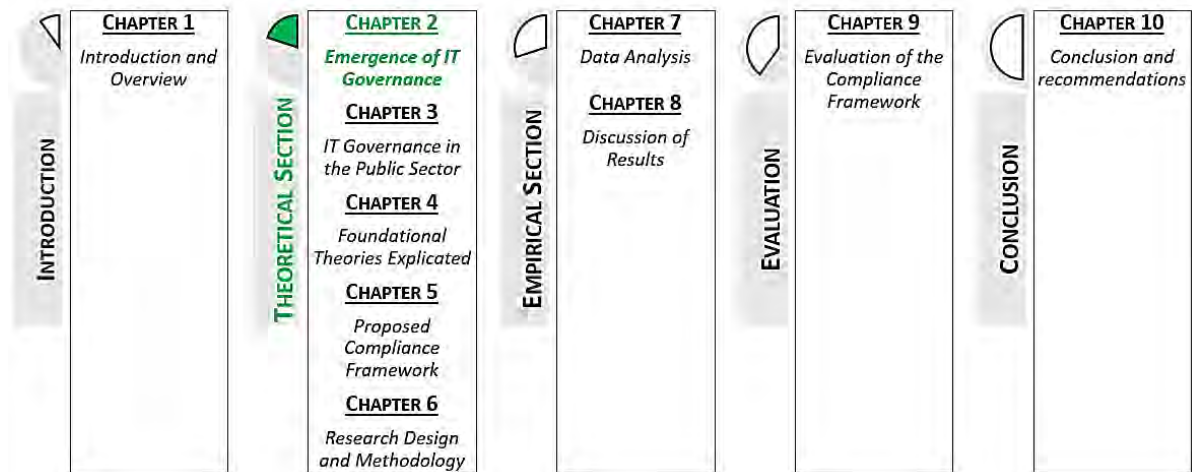 INTRODUCTION
CHAPTER 1
Introduction and
Overview
THEORETICAL SECTION
CHAPTER 2
Emergence of IT
Governance
CHAPTER 3
IT Governance in
the Public Sector
CHAPTER 4
Foundational
Theories Explicated
CHAPTER 5
Proposed
Compliance
Framework
CHAPTER 6
Research Design
and Methodology
EMPIRICAL SECTION
CHAPTER 7
Data Analysis
CHAPTER 8
Discussion of
Results
EVALUATION
CHAPTER 9
Evaluation of the
Compliance
Framework
CONCLUSION
CHAPTER 10
Conclusion and
recommendations